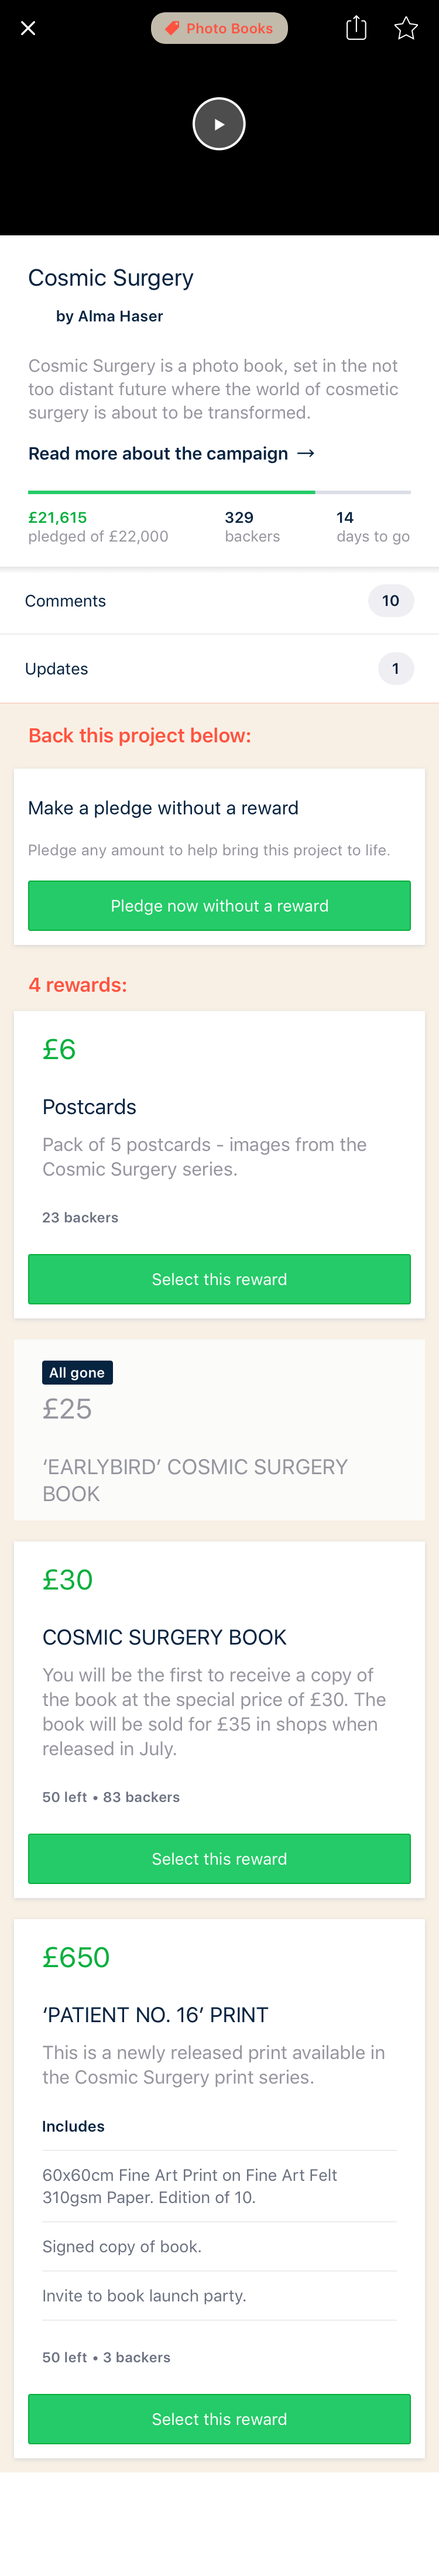 Photo Books
Cosmic Surgery
by Alma Haser
Cosmic Surgery is a photo book, set in the not
too distant future where the world of cosmetic
surgery is about to be transformed.
Read more about the campaign →
£21,615
pledged of £22,000
329
backers
14
days to go
Comments
10
Updates
1
Back this project below:
Make a pledge without a reward
Pledge any amount to help bring this project to life.
Pledge now without a reward
4 rewards:
£6
Postcards
Pack of 5 postcards - images from the
Cosmic Surgery series.
23 backers
Select this reward
All gone
£25
‘EARLYBIRD’ COSMIC SURGERY
BOOK
£30
COSMIC SURGERY BOOK
You will be the first to receive a copy of
the book at the special price of £30. The
book will be sold for £35 in shops when
released in July.
50 left • 83 backers
Select this reward
£650
‘PATIENT NO. 16’ PRINT
This is a newly released print available in
the Cosmic Surgery print series.
Includes
60x60cm Fine Art Print on Fine Art Felt
310gsm Paper. Edition of 10.
Signed copy of book.
Invite to book launch party.
50 left • 3 backers
Select this reward